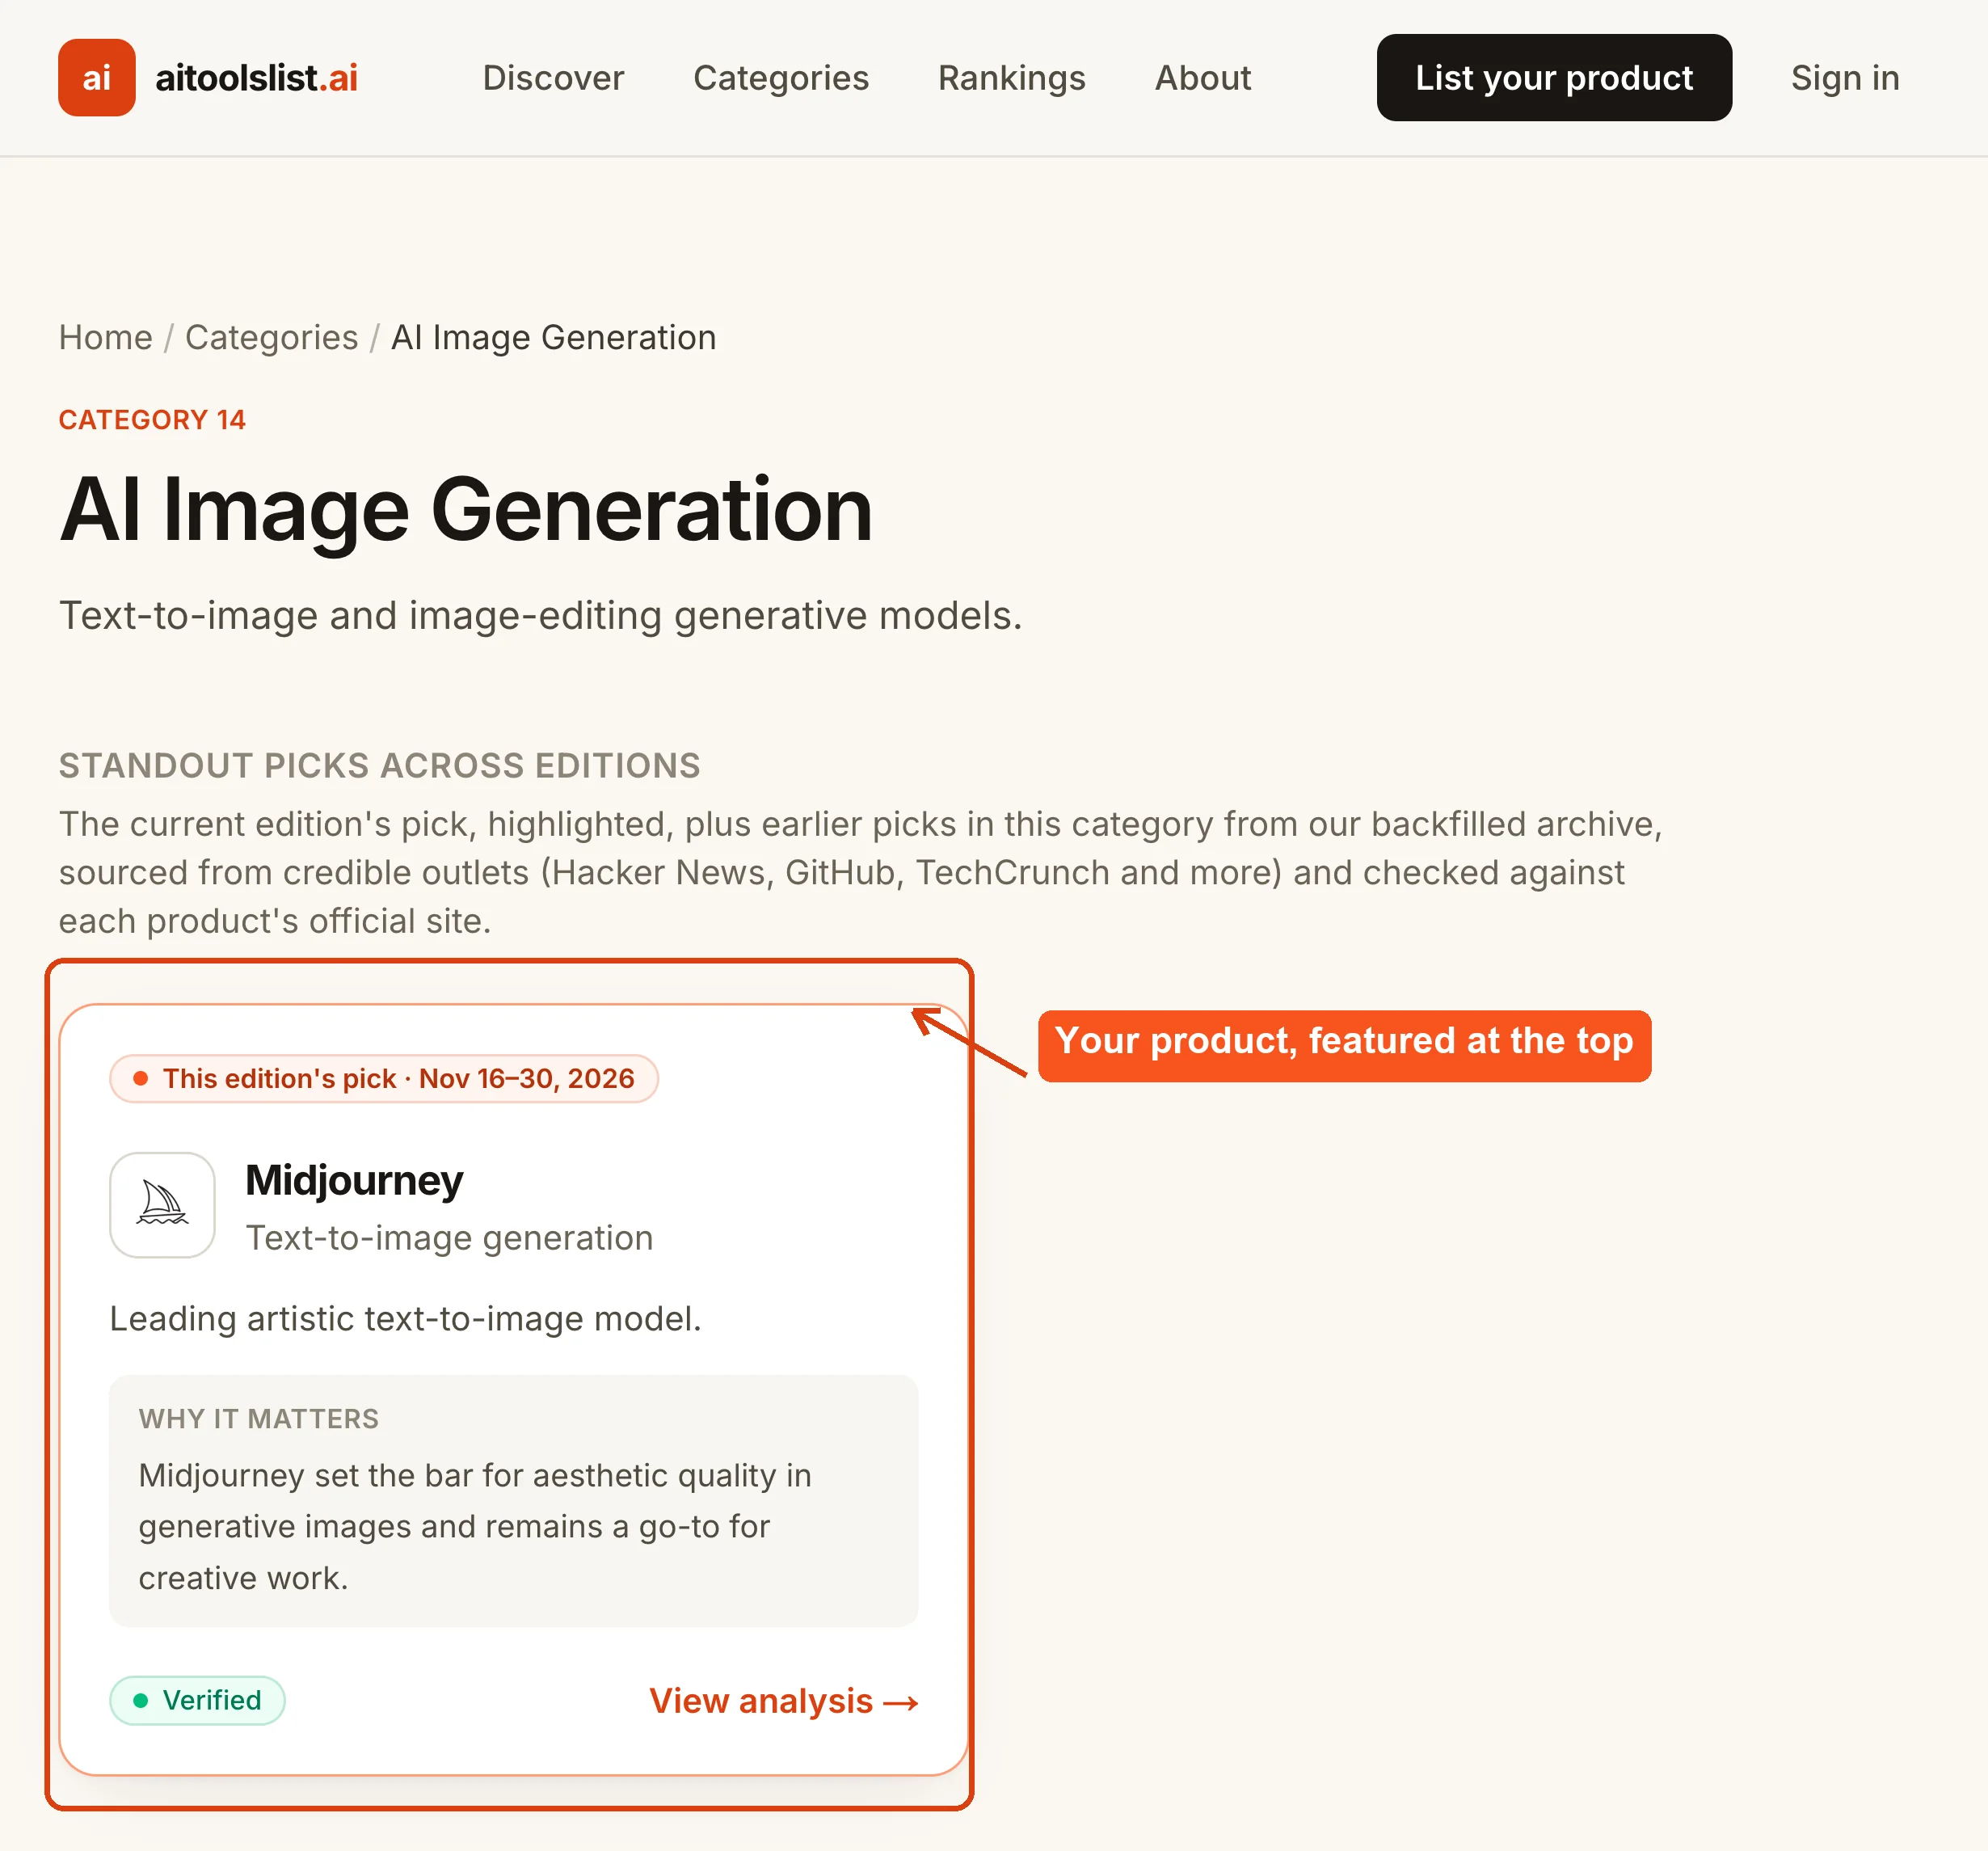 ai aitoolslist.ai Discover Categories Rankings About List your product Sign in
Home / Categories / AI Image Generation
CATEGORY 14
AI Image Generation
Text-to-image and image-editing generative models.
STANDOUT PICKS ACROSS EDITIONS
The current edition's pick, highlighted, plus earlier picks in this category from our backfilled archive,
sourced from credible outlets (Hacker News, GitHub, TechCrunch and more) and checked against
each product's official site.
Your product, featured at the top
This edition's pick · Nov 16–30, 2026
Midjourney
Text-to-image generation
Leading artistic text-to-image model.
WHY IT MATTERS
Midjourney set the bar for aesthetic quality in
generative images and remains a go-to for
creative work.
Verified View analysis →